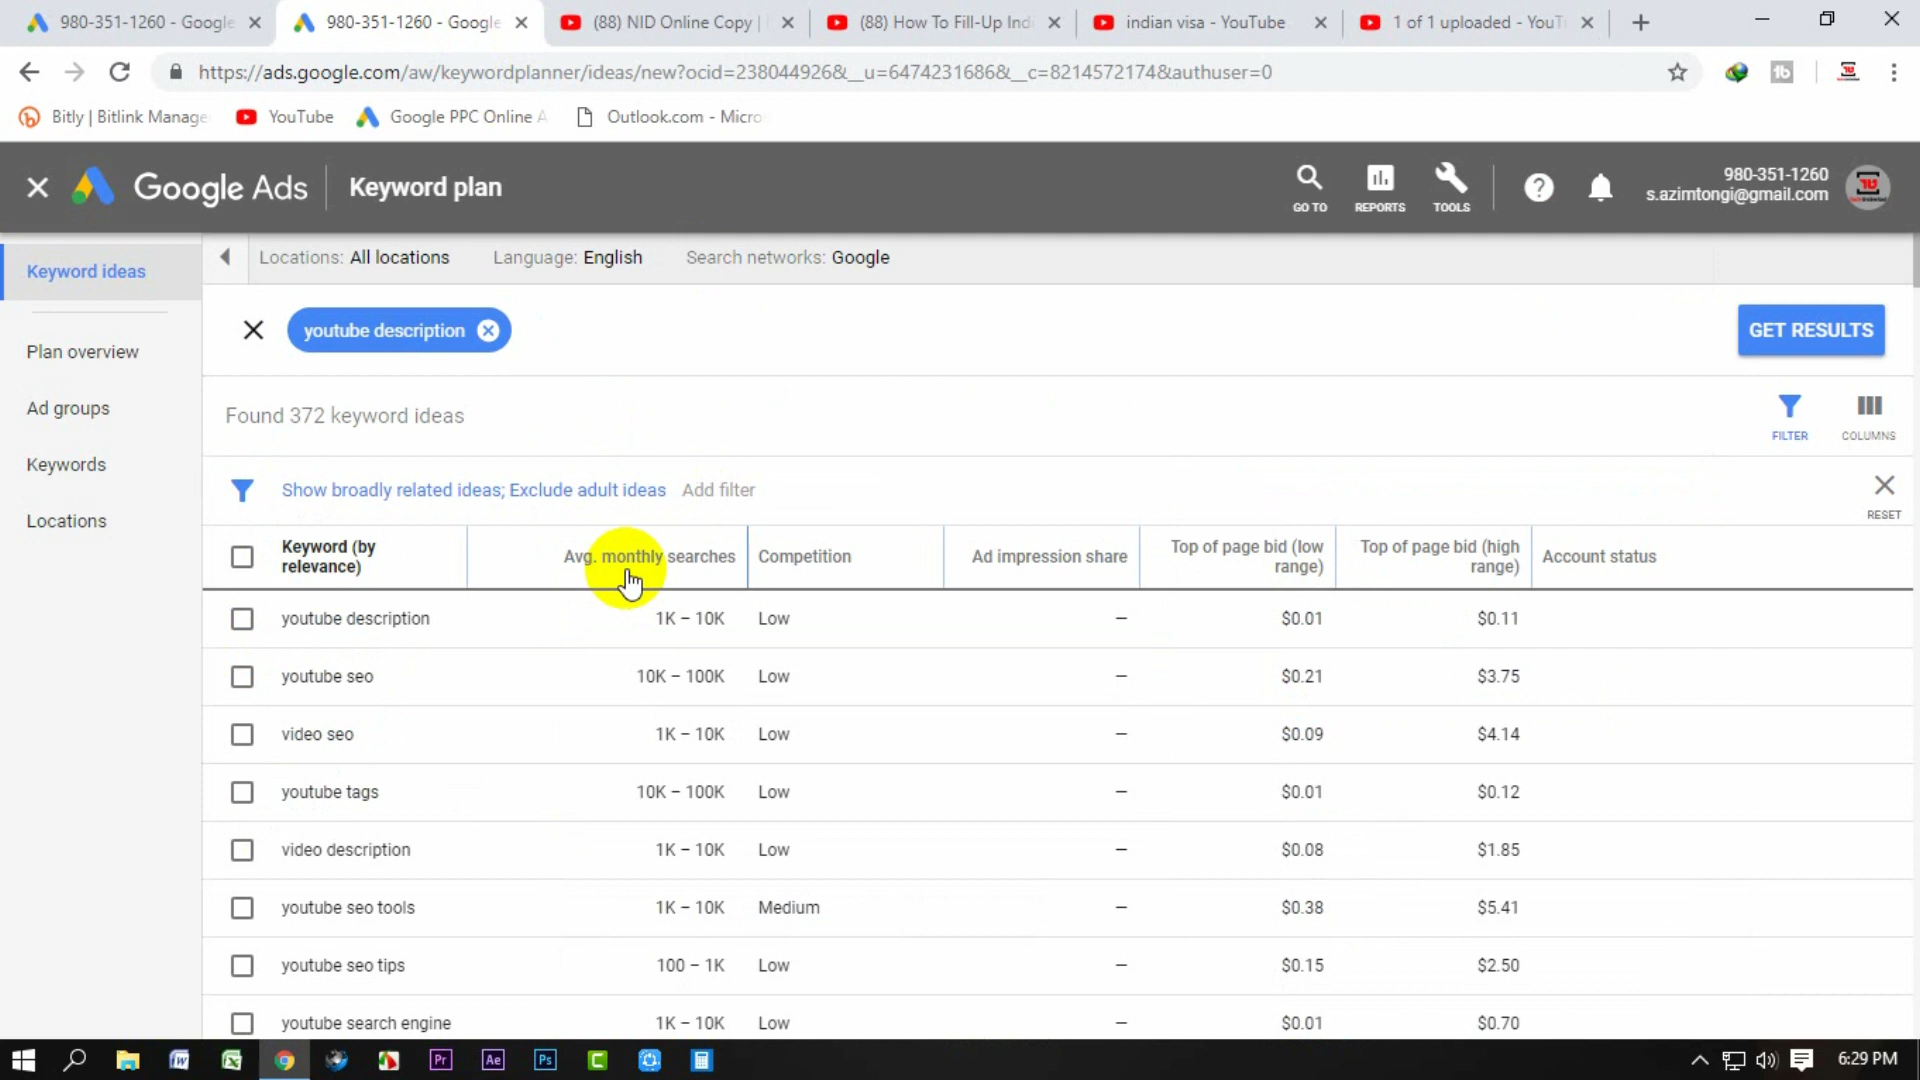 980-351-1260 - Google
980-351-1260 - Google
(88) NID Online Copy |
(88) How To Fill-Up Ind
indian visa - YouTube
1 of 1 uploaded - YouT
https://ads.google.com/aw/keywordplanner/ideas/new?ocid=238044926&__u=6474231686&__c=8214572174&authuser=0
Bitly | Bitlink Manage
YouTube
Google PPC Online A
Outlook.com - Micro
Google Ads
Keyword plan
GO TO
REPORTS
TOOLS
980-351-1260
s.azimtongi@gmail.com
Keyword ideas
Plan overview
Ad groups
Keywords
Locations
Locations: All locations
Language: English
Search networks: Google
youtube description
GET RESULTS
Found 372 keyword ideas
FILTER
COLUMNS
Show broadly related ideas; Exclude adult ideas
Add filter
RESET
Keyword (by relevance)
Avg. monthly searches
Competition
Ad impression share
Top of page bid (low range)
Top of page bid (high range)
Account status
youtube description 1K – 10K Low – $0.01 $0.11
youtube seo 10K – 100K Low – $0.21 $3.75
video seo 1K – 10K Low – $0.09 $4.14
youtube tags 10K – 100K Low – $0.01 $0.12
video description 1K – 10K Low – $0.08 $1.85
youtube seo tools 1K – 10K Medium – $0.38 $5.41
youtube seo tips 100 – 1K Low – $0.15 $2.50
youtube search engine 1K – 10K Low – $0.01 $0.70
6:29 PM